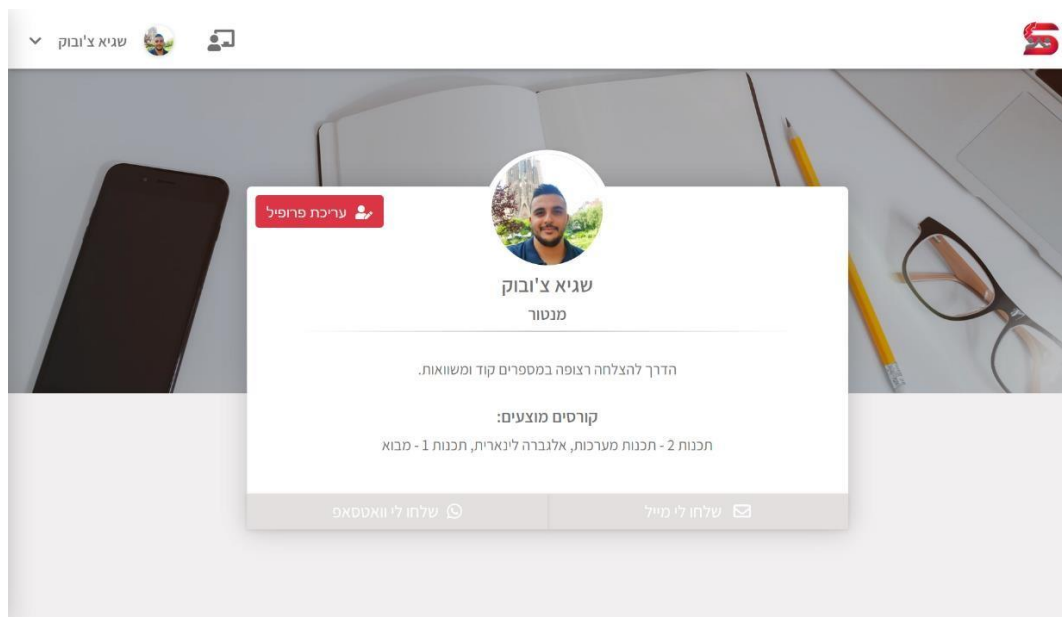 שגיא צ'ובוק
עריכת פרופיל
שגיא צ'ובוק
מנטור
הדרך להצלחה רצופה במספרים קוד ומשוואות.
קורסים מוצעים:
תכנות 2 - תכנות מערכות, אלגברה לינארית, תכנות 1 - מבוא
שלחו לי מייל
שלחו לי וואטסאפ